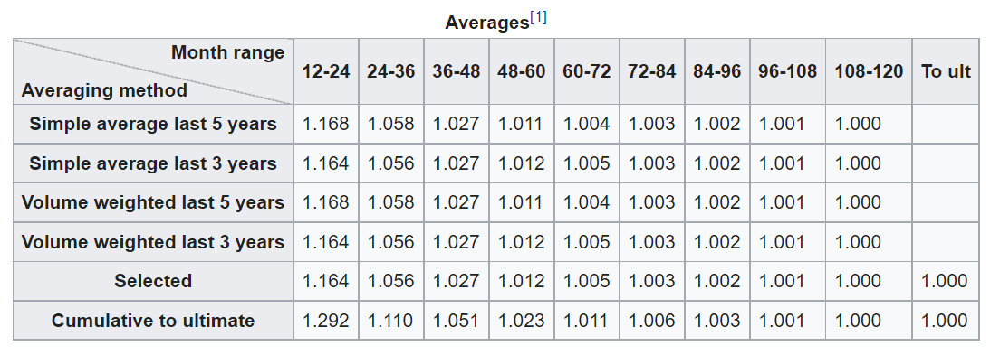 Averages[1]
Month range
Averaging method
12-24 24-36 36-48 48-60 60-72 72-84 84-96 96-108 108-120 To ult
Simple average last 5 years 1.168 1.058 1.027 1.011 1.004 1.003 1.002 1.001 1.000
Simple average last 3 years 1.164 1.056 1.027 1.012 1.005 1.003 1.002 1.001 1.000
Volume weighted last 5 years 1.168 1.058 1.027 1.011 1.004 1.003 1.002 1.001 1.000
Volume weighted last 3 years 1.164 1.056 1.027 1.012 1.005 1.003 1.002 1.001 1.000
Selected 1.164 1.056 1.027 1.012 1.005 1.003 1.002 1.001 1.000 1.000
Cumulative to ultimate 1.292 1.110 1.051 1.023 1.011 1.006 1.003 1.001 1.000 1.000